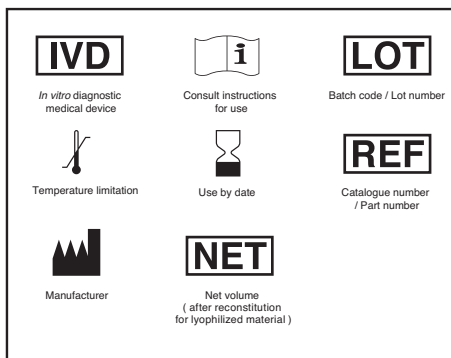 IVD
i
LOT
In vitro diagnostic
medical device
Consult instructions
for use
Batch code / Lot number
REF
Temperature limitation
Use by date
Catalogue number
/ Part number
NET
Manufacturer
Net volume
( after reconstitution
for lyophilized material )